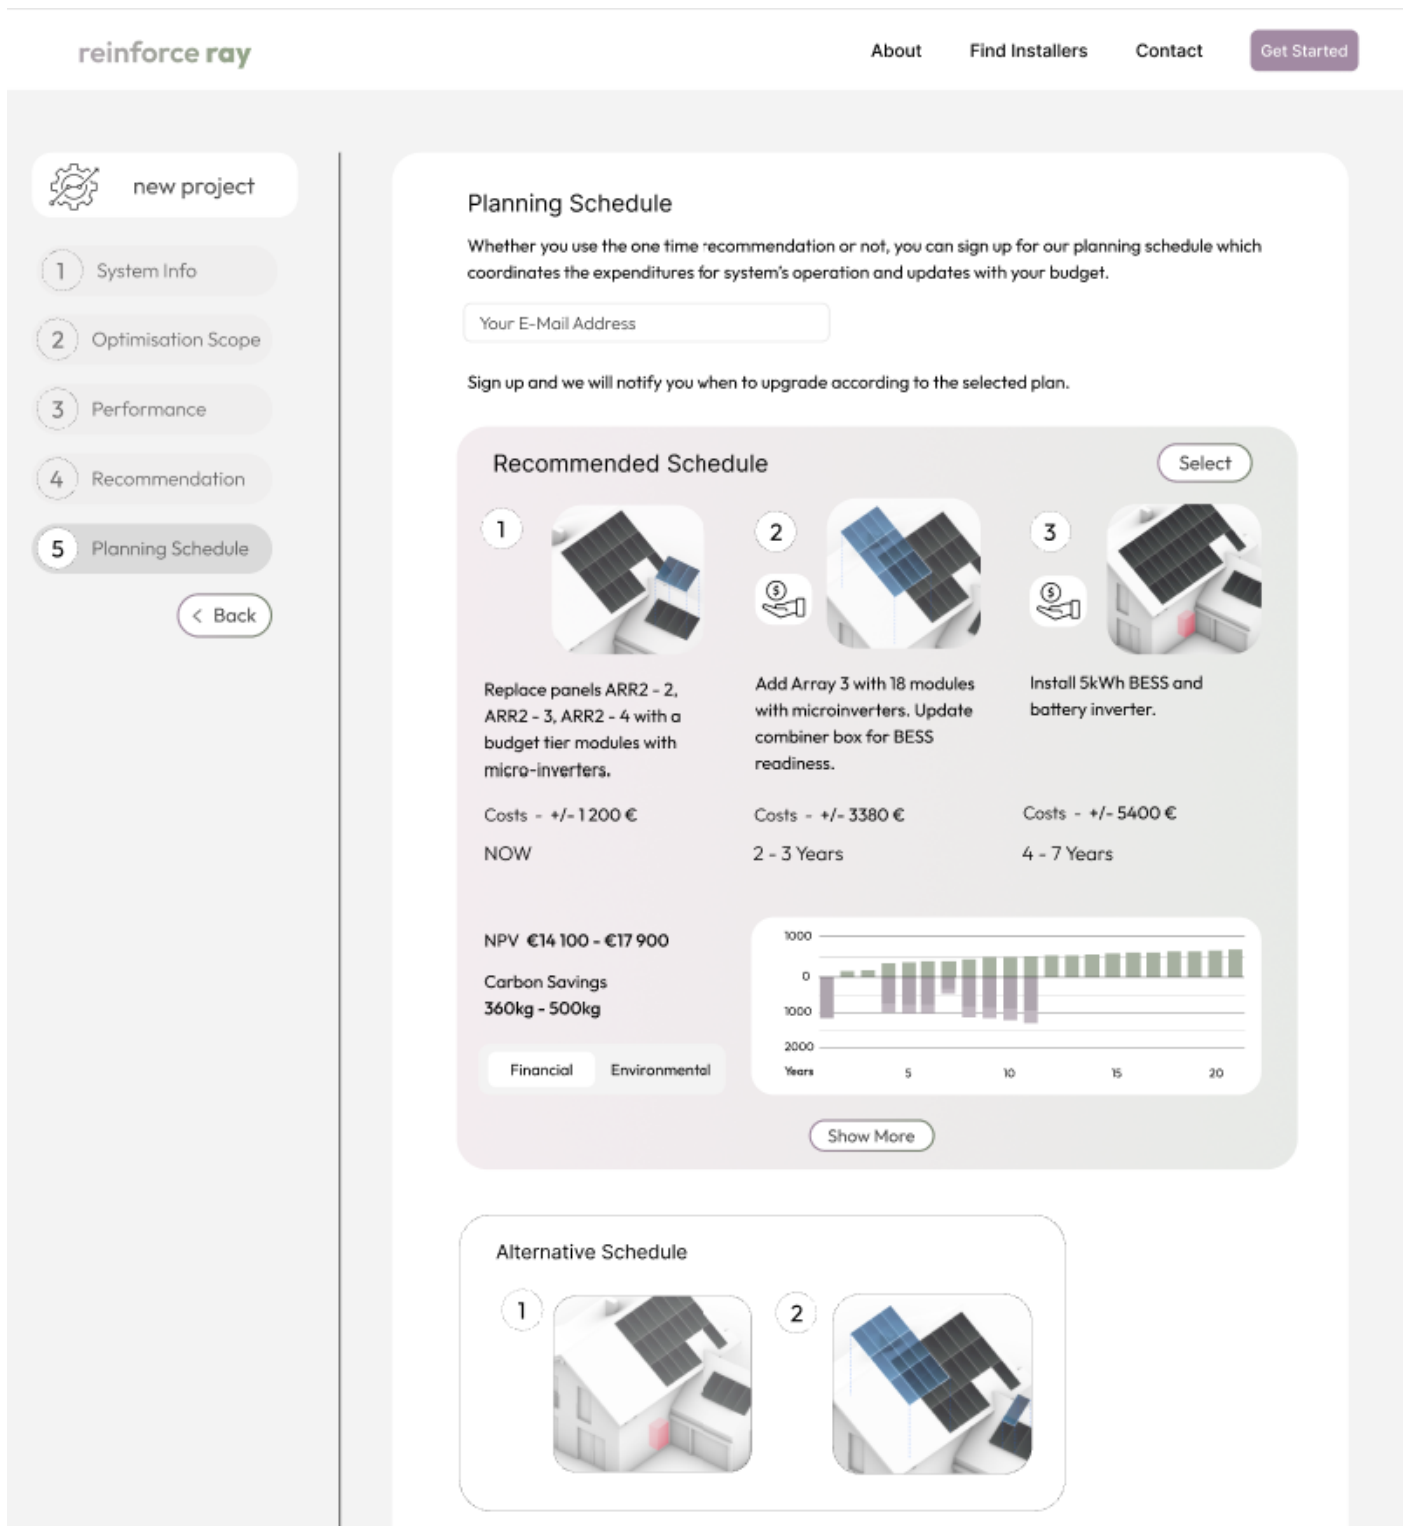 reinforce ray
About
Find Installers
Contact
Get Started
new project
1 System Info
2 Optimisation Scope
3 Performance
4 Recommendation
5 Planning Schedule
< Back
Planning Schedule
Whether you use the one time recommendation or not, you can sign up for our planning schedule which
coordinates the expenditures for system's operation and updates with your budget.
Your E-Mail Address
Sign up and we will notify you when to upgrade according to the selected plan.
Recommended Schedule
Select
1
Replace panels ARR2 - 2,
ARR2 - 3, ARR2 - 4 with a
budget tier modules with
micro-inverters.
Costs - +/- 1 200 €
NOW
2
$
Add Array 3 with 18 modules
with microinverters. Update
combiner box for BESS
readiness.
Costs - +/- 3380 €
2 - 3 Years
3
$
Install 5kWh BESS and
battery inverter.
Costs - +/- 5400 €
4 - 7 Years
NPV €14 100 - €17 900
Carbon Savings
360kg - 500kg
Financial
Environmental
1000
0
1000
2000
Years 5 10 15 20
Show More
Alternative Schedule
1
2